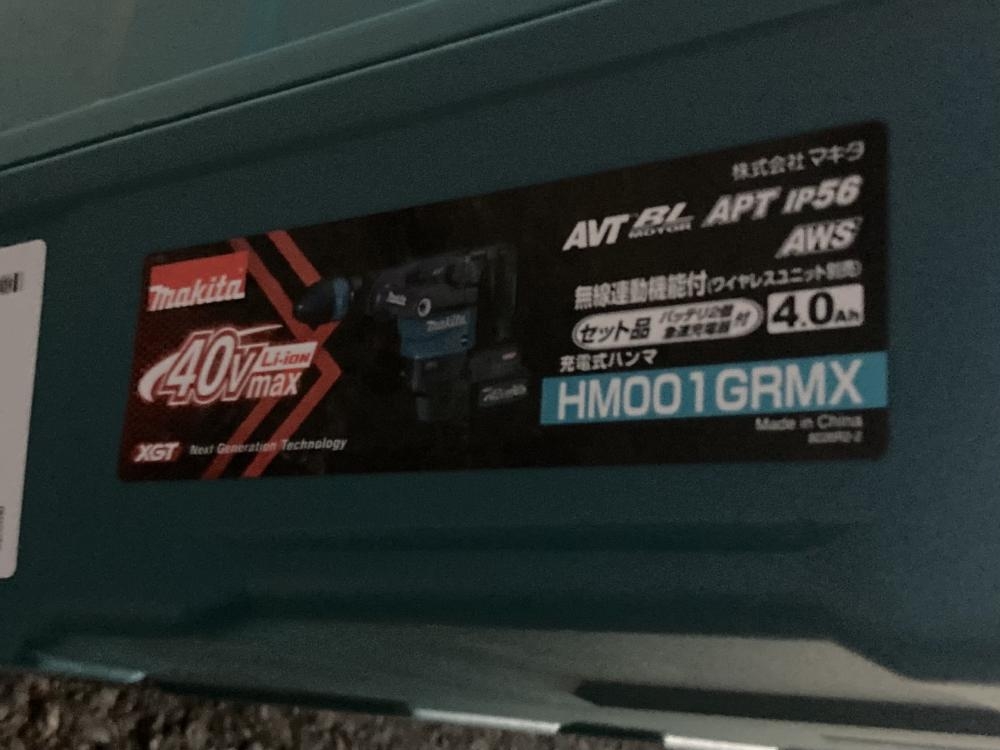 株式会社 マキタ
AVT BL MOTOR APT IP56
AWS
makita
無線連動機能付(ワイヤレスユニット別売)
セット品 バッテリ2個 急速充電器 付 4.0Ah
40Vmax Li-ion
makita
Makita
充電式ハンマ
HM001GRMX
XGT Next Generation Technology
Made in China